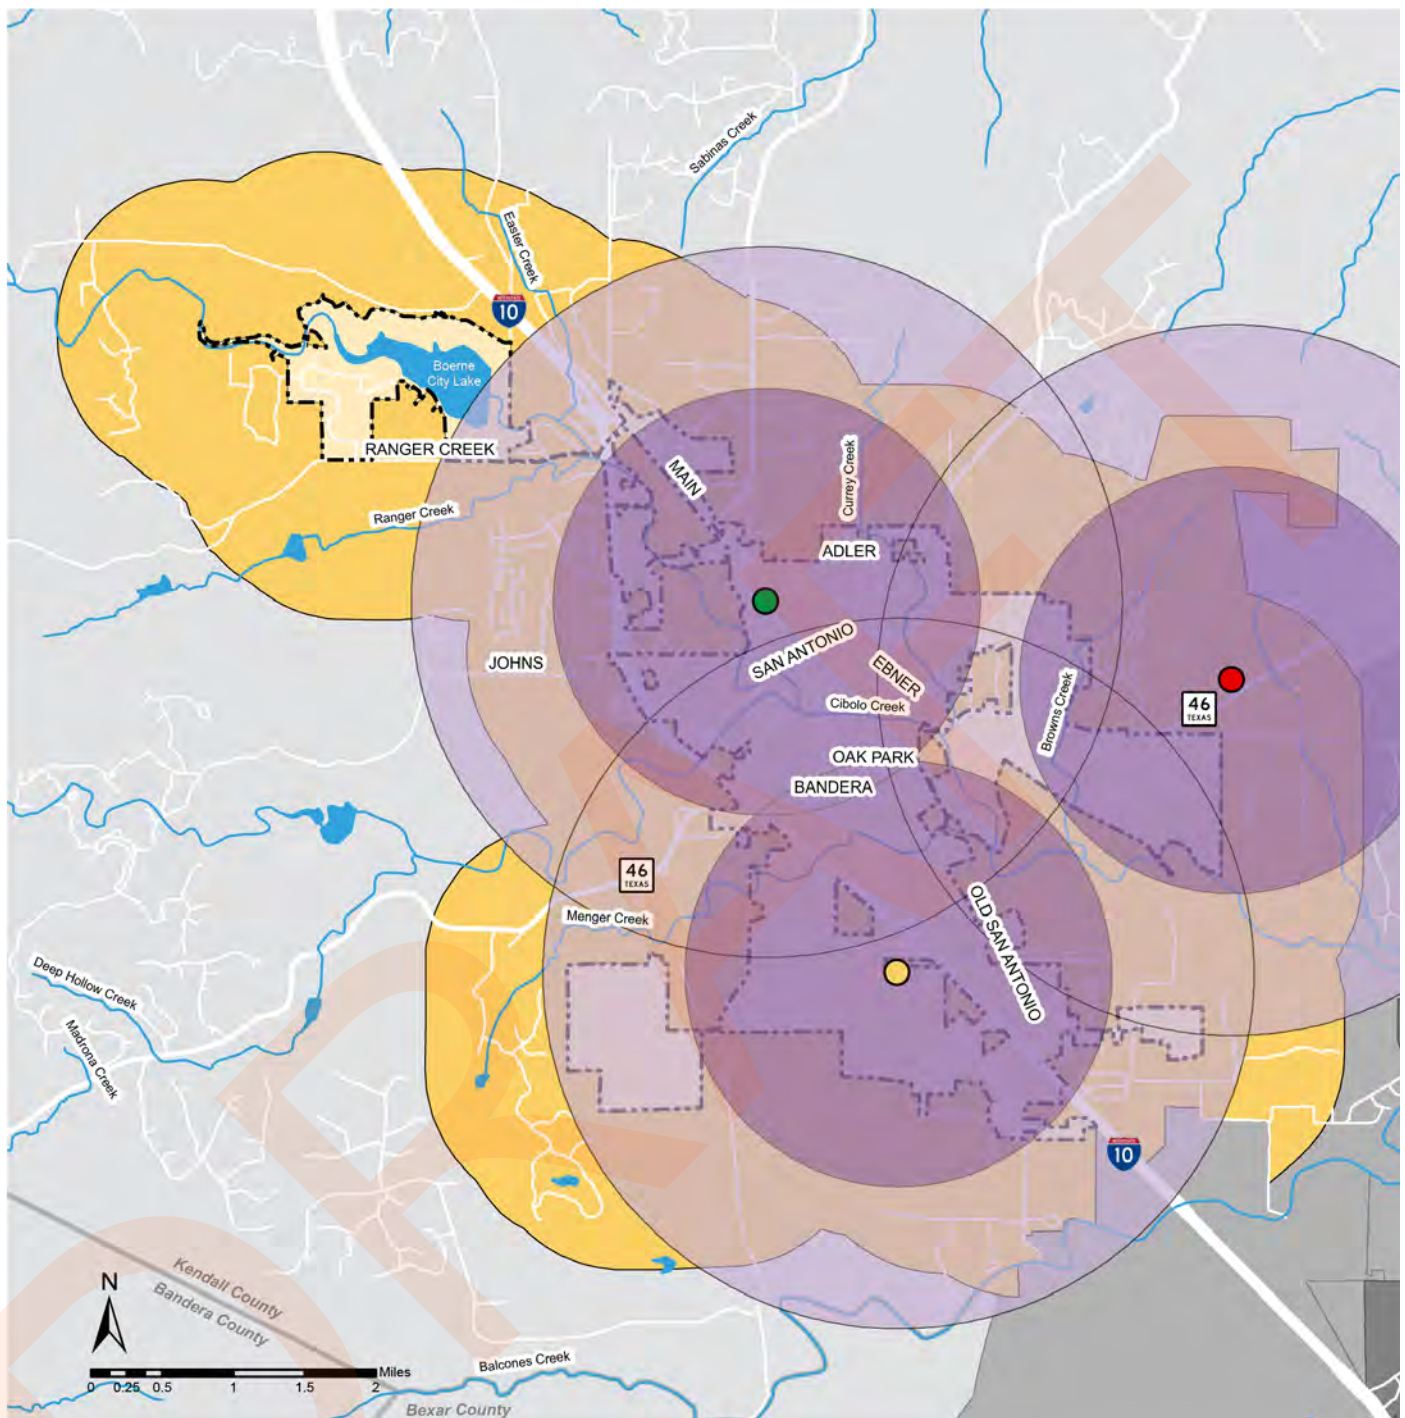 Sabinas Creek
Easter Creek
INTERSTATE
10
Boerne
City Lake
RANGER CREEK
MAIN
Currey Creek
Ranger Creek
ADLER
SAN ANTONIO
JOHNS
EBNER
Cibolo Creek
Browns Creek
46
TEXAS
OAK PARK
BANDERA
46
TEXAS
Menger Creek
OLD SAN ANTONIO
Deep Hollow Creek
Madrona Creek
INTERSTATE
10
Kendall County
Bandera County
N
Miles
0 0.25 0.5 1 1.5 2
Balcones Creek
Bexar County
DRAFT